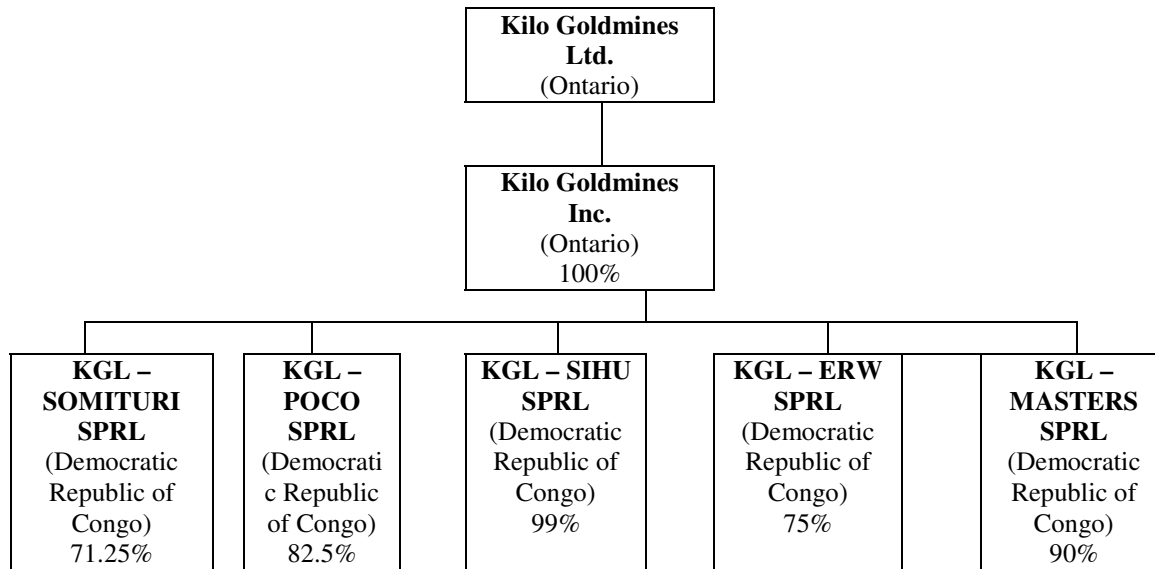 Kilo Goldmines
Ltd.
(Ontario)
Kilo Goldmines
Inc.
(Ontario)
100%
KGL –
SOMITURI
SPRL
(Democratic
Republic of
Congo)
71.25%
KGL –
POCO
SPRL
(Democrati
c Republic
of Congo)
82.5%
KGL – SIHU
SPRL
(Democratic
Republic of
Congo)
99%
KGL – ERW
SPRL
(Democratic
Republic of
Congo)
75%
KGL –
MASTERS
SPRL
(Democratic
Republic of
Congo)
90%